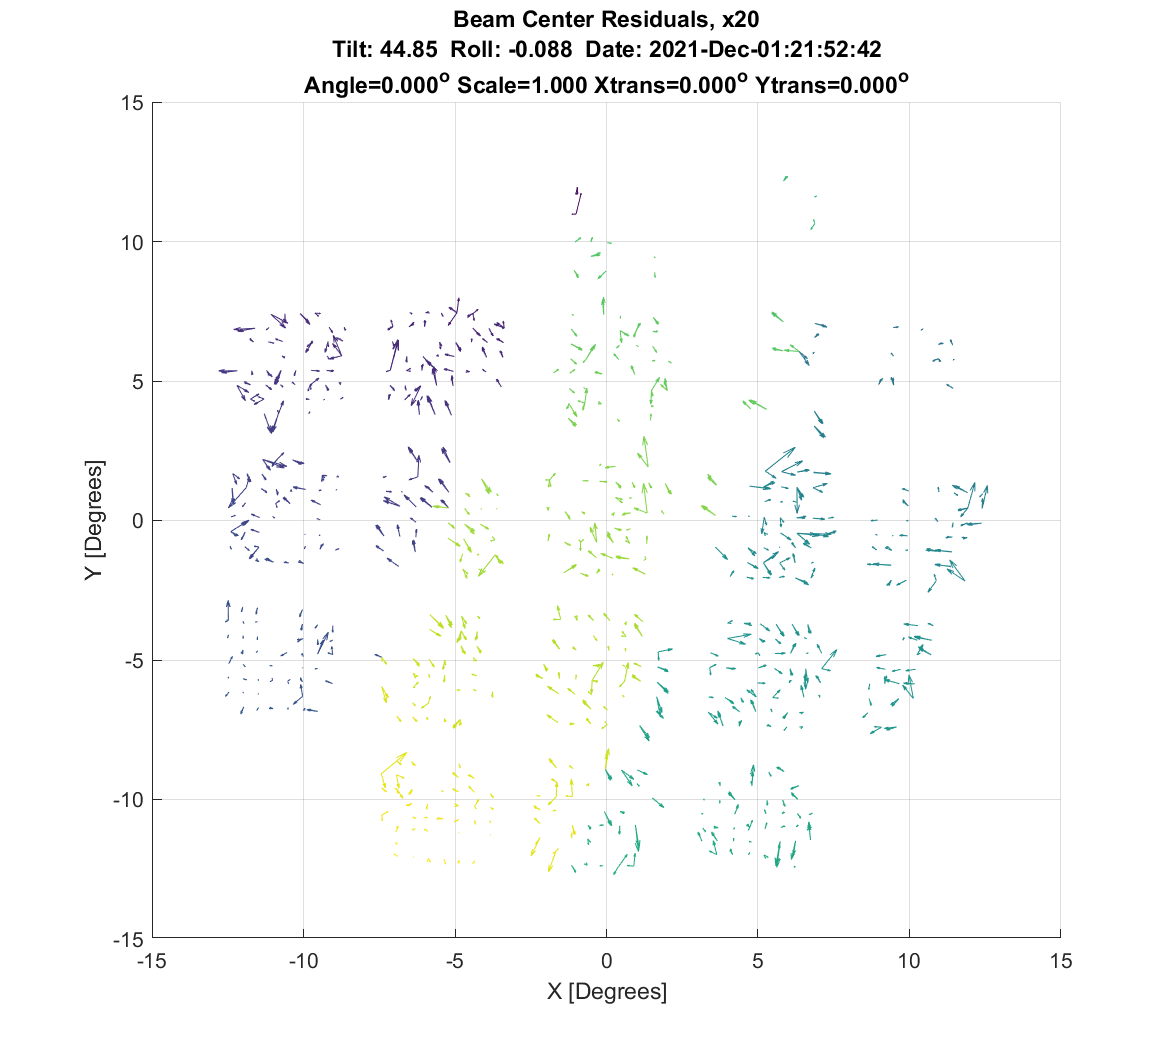 Beam Center Residuals, x20
Tilt: 44.85 Roll: -0.088 Date: 2021-Dec-01:21:52:42
Angle=0.000° Scale=1.000 Xtrans=0.000° Ytrans=0.000°
15
10
5
0
-5
-10
-15
Y [Degrees]
-15 -10 -5 0 5 10 15
X [Degrees]